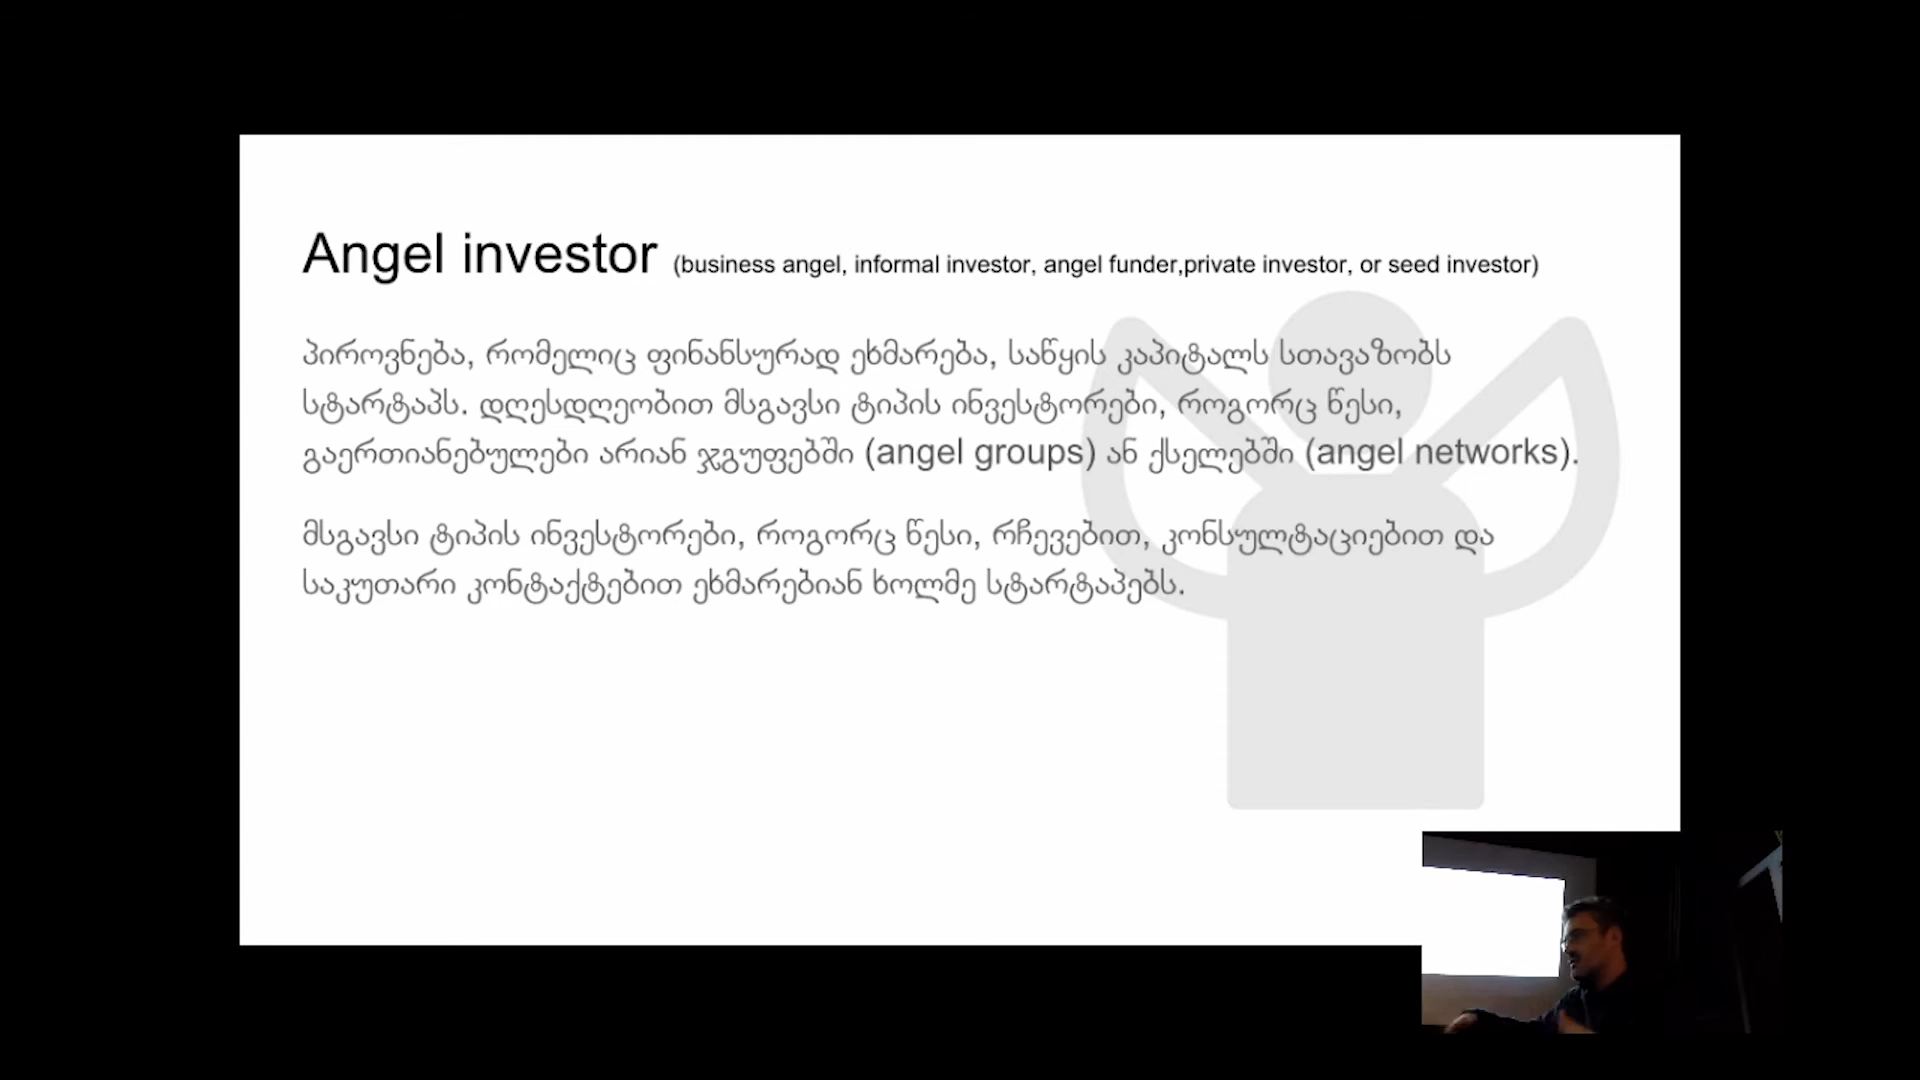 Angel investor (business angel, informal investor, angel funder,private investor, or seed investor)
პიროვნება, რომელიც ფინანსურად ეხმარება, საწყის კაპიტალს სთავაზობს
სტარტაპს. დღესდღეობით მსგავსი ტიპის ინვესტორები, როგორც წესი,
გაერთიანებულები არიან ჯგუფებში (angel groups) ან ქსელებში (angel networks).
მსგავსი ტიპის ინვესტორები, როგორც წესი, რჩევებით, კონსულტაციებით და
საკუთარი კონტაქტებით ეხმარებიან ხოლმე სტარტაპებს.